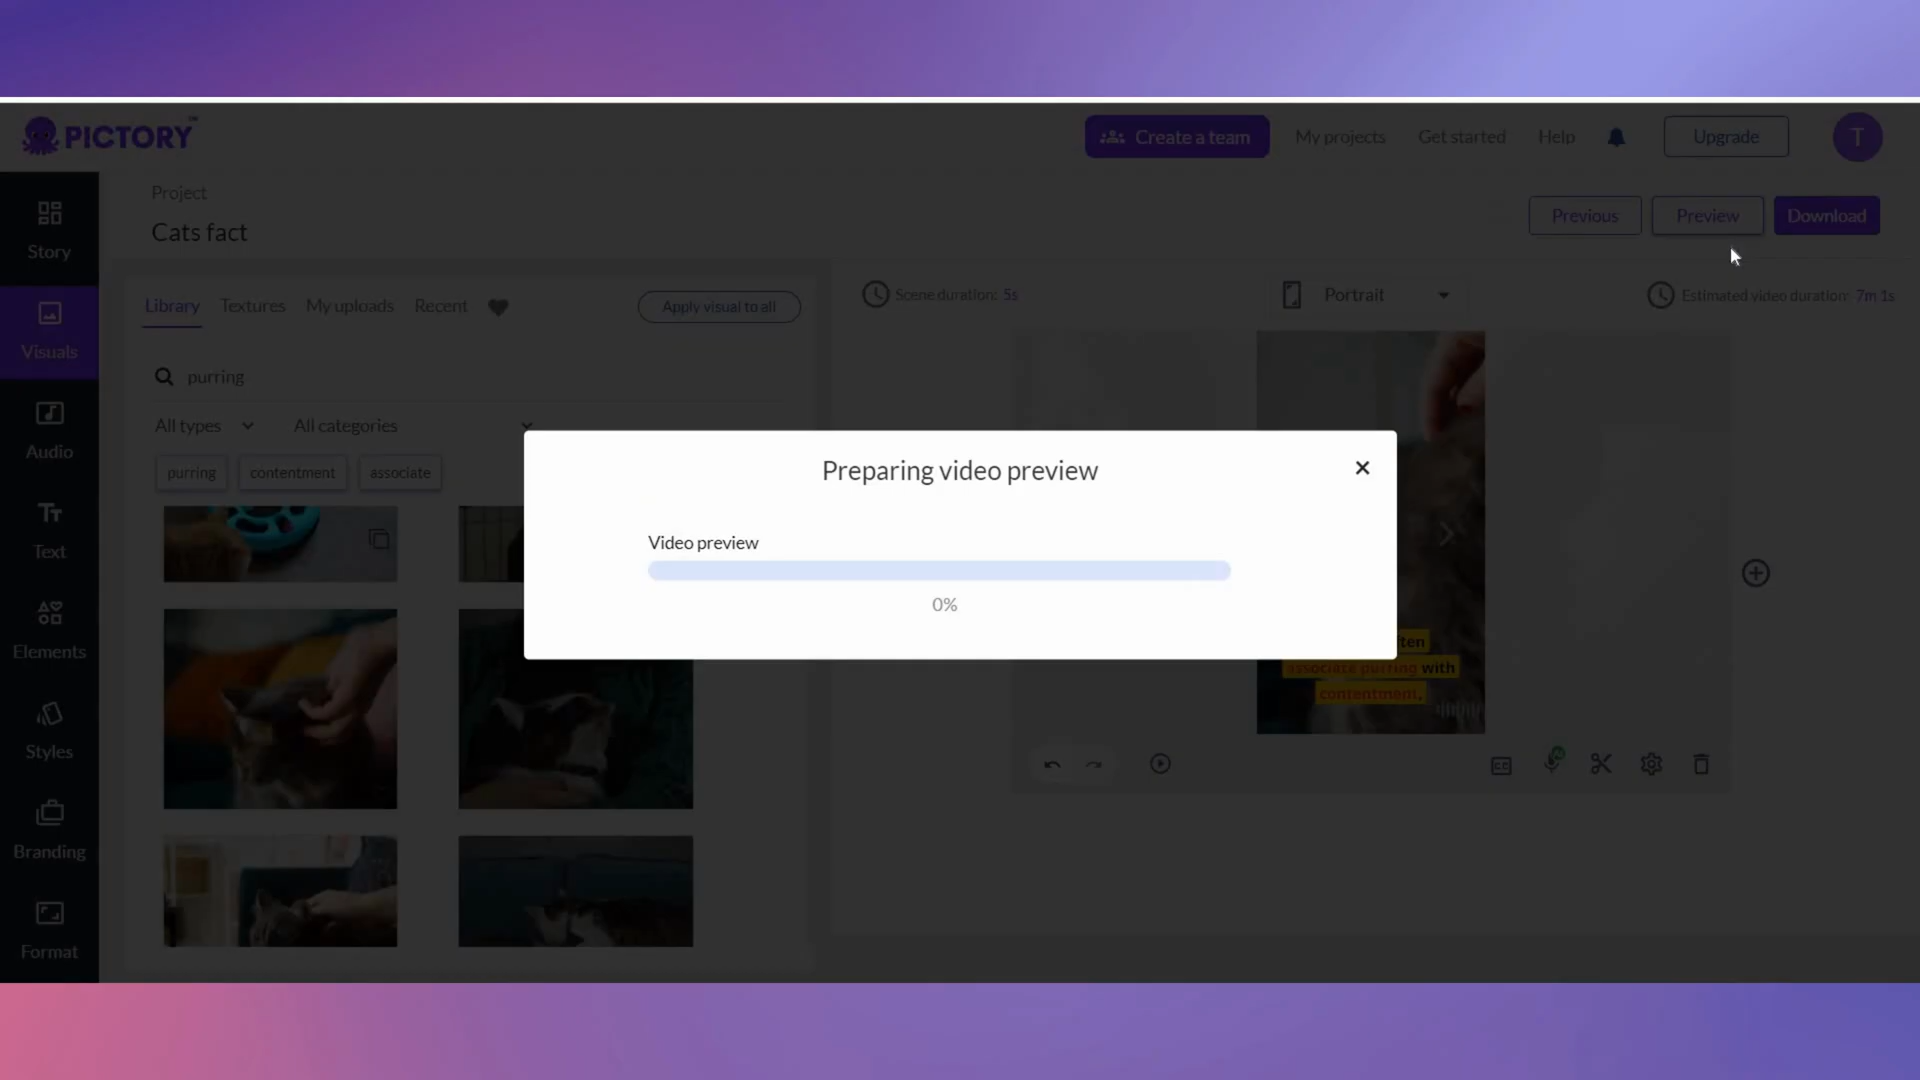 PICTORY
Create a team
My projects
Get started
Help
Upgrade
T
Project
Cats fact
Previous
Preview
Download
Story
Visuals
Audio
Text
Elements
Styles
Branding
Format
Library
Textures
My uploads
Recent
Apply visual to all
purring
All types
All categories
purring
contentment
associate
Scene duration: 5s
Portrait
Estimated video duration: 7m 1s
Preparing video preview
Video preview
0%
associate purring with
contentment,
CC